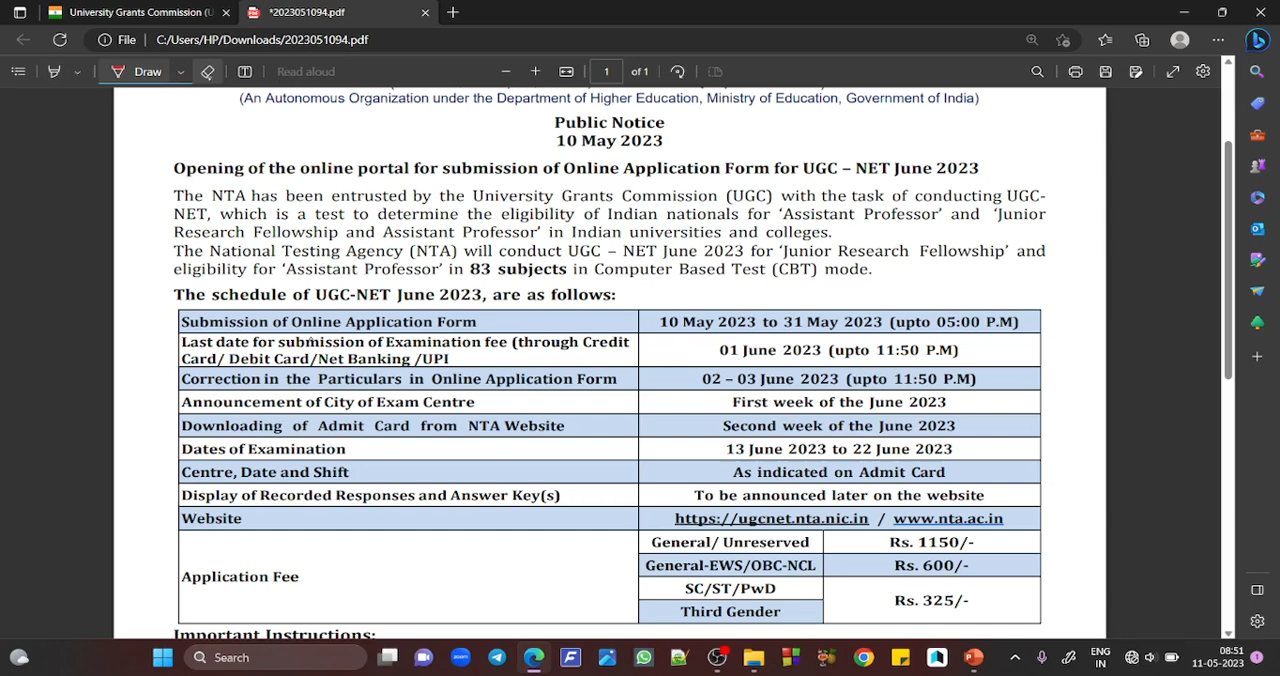 University Grants Commission (U
*2023051094.pdf
File C:/Users/HP/Downloads/2023051094.pdf
Draw Read aloud 1 of 1
(An Autonomous Organization under the Department of Higher Education, Ministry of Education, Government of India)
Public Notice
10 May 2023
Opening of the online portal for submission of Online Application Form for UGC – NET June 2023
The NTA has been entrusted by the University Grants Commission (UGC) with the task of conducting UGC-
NET, which is a test to determine the eligibility of Indian nationals for ‘Assistant Professor’ and ‘Junior
Research Fellowship and Assistant Professor’ in Indian universities and colleges.
The National Testing Agency (NTA) will conduct UGC – NET June 2023 for ‘Junior Research Fellowship’ and
eligibility for ‘Assistant Professor’ in 83 subjects in Computer Based Test (CBT) mode.
The schedule of UGC-NET June 2023, are as follows:
Submission of Online Application Form 10 May 2023 to 31 May 2023 (upto 05:00 P.M)
Last date for submission of Examination fee (through Credit
Card/ Debit Card/Net Banking /UPI 01 June 2023 (upto 11:50 P.M)
Correction in the Particulars in Online Application Form 02 – 03 June 2023 (upto 11:50 P.M)
Announcement of City of Exam Centre First week of the June 2023
Downloading of Admit Card from NTA Website Second week of the June 2023
Dates of Examination 13 June 2023 to 22 June 2023
Centre, Date and Shift As indicated on Admit Card
Display of Recorded Responses and Answer Key(s) To be announced later on the website
Website https://ugcnet.nta.nic.in / www.nta.ac.in
Application Fee
General/ Unreserved Rs. 1150/-
General-EWS/OBC-NCL Rs. 600/-
SC/ST/PwD
Rs. 325/-
Third Gender
Important Instructions:
Search
ENG
IN
08:51
11-05-2023
1